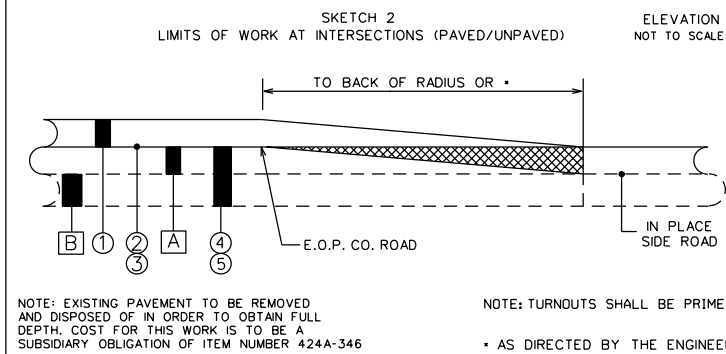 SKETCH 2
LIMITS OF WORK AT INTERSECTIONS (PAVED/UNPAVED)
ELEVATION
NOT TO SCALE
TO BACK OF RADIUS OR *
B 1 2 A 4
3 5
E.O.P. CO. ROAD
IN PLACE
SIDE ROAD
NOTE: EXISTING PAVEMENT TO BE REMOVED
AND DISPOSED OF IN ORDER TO OBTAIN FULL
DEPTH. COST FOR THIS WORK IS TO BE A
SUBSIDIARY OBLIGATION OF ITEM NUMBER 424A-346
NOTE: TURNOUTS SHALL BE PRIME
* AS DIRECTED BY THE ENGINEE